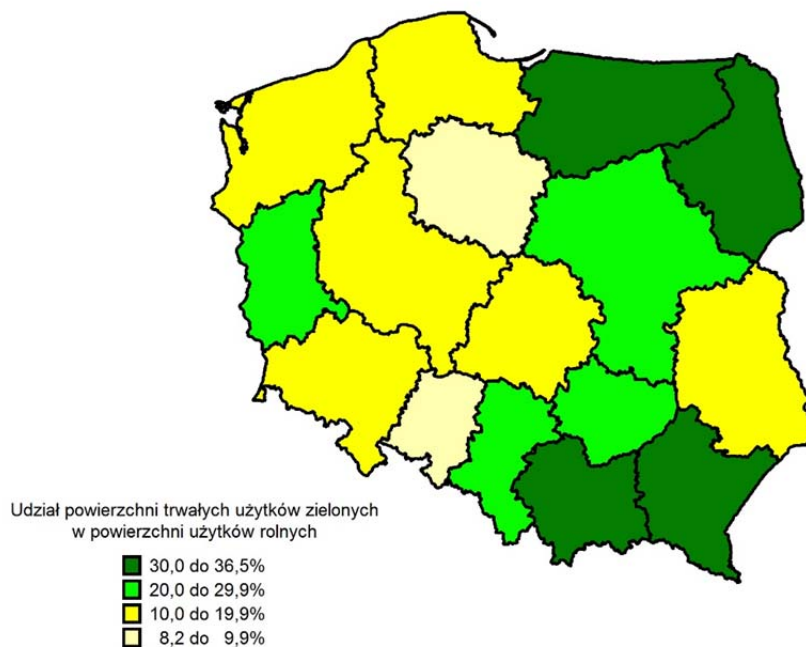 Udział powierzchni trwałych użytków zielonych
w powierzchni użytków rolnych
30,0 do 36,5%
20,0 do 29,9%
10,0 do 19,9%
8,2 do 9,9%